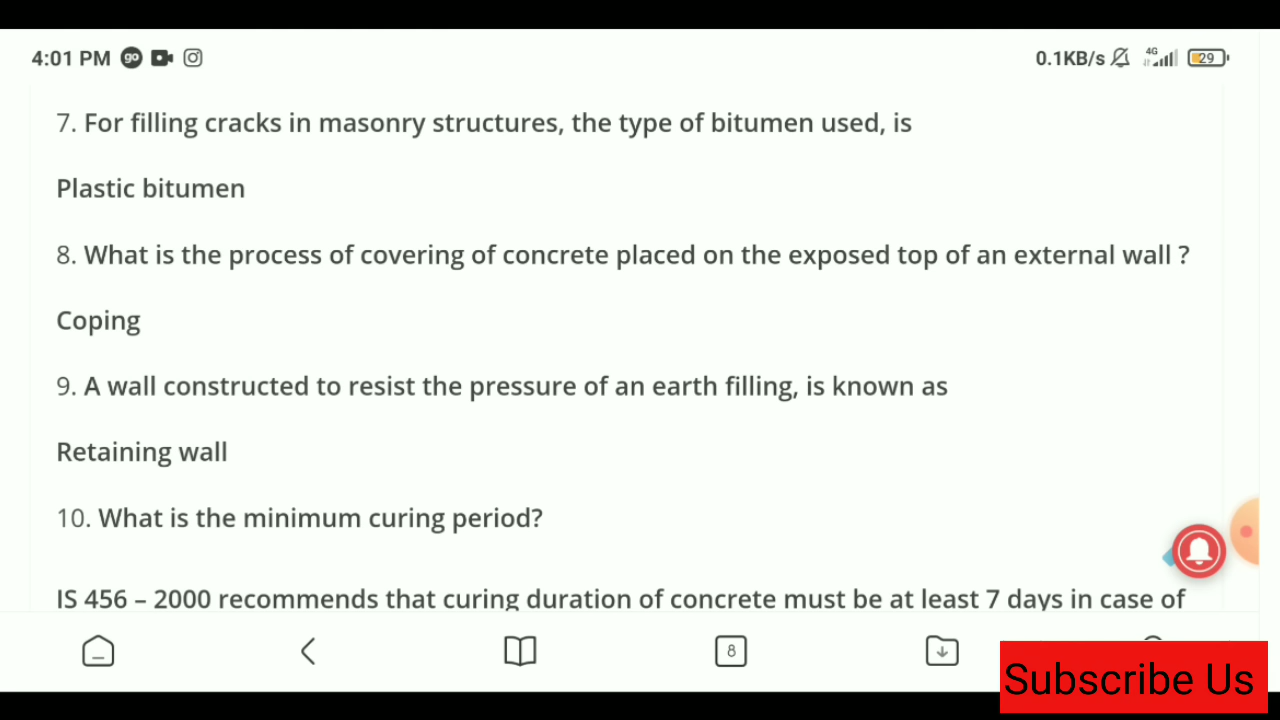 4:01 PM go 0.1KB/s 4G 29
7. For filling cracks in masonry structures, the type of bitumen used, is
Plastic bitumen
8. What is the process of covering of concrete placed on the exposed top of an external wall ?
Coping
9. A wall constructed to resist the pressure of an earth filling, is known as
Retaining wall
10. What is the minimum curing period?
IS 456 – 2000 recommends that curing duration of concrete must be at least 7 days in case of
8
Subscribe Us